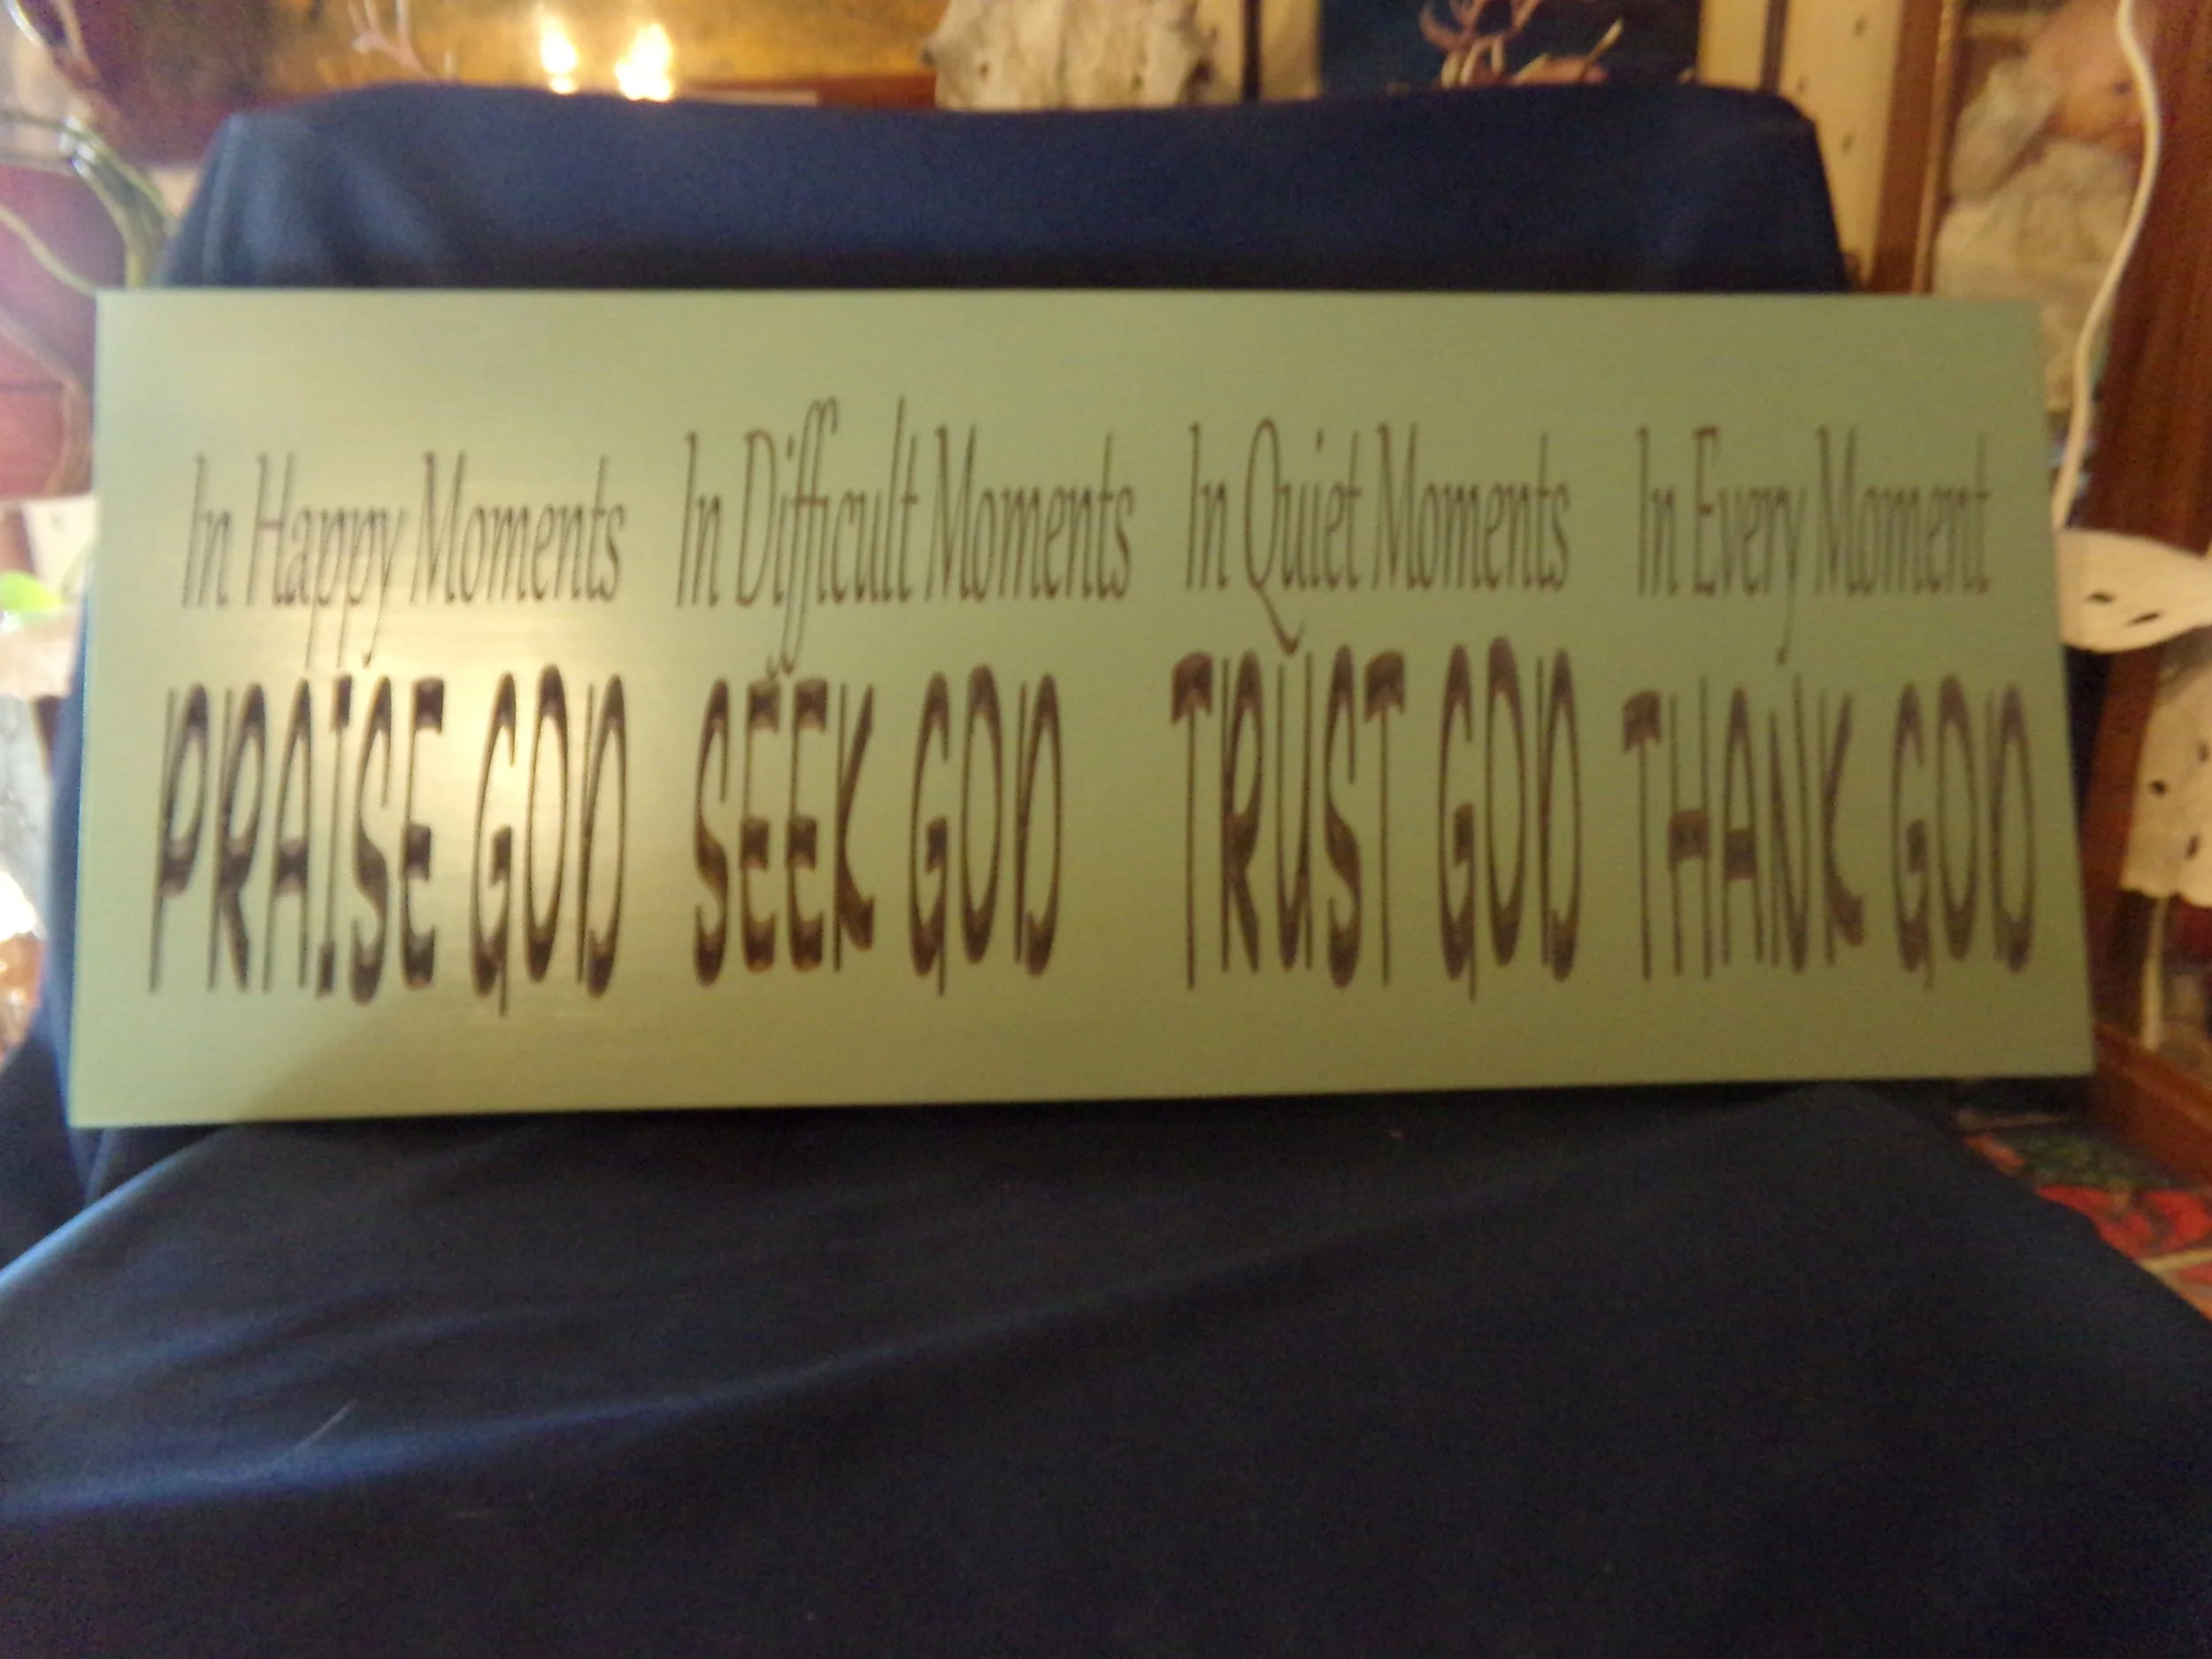 In Happy Moments
PRAISE GOD
In Difficult Moments
SEEK GOD
In Quiet Moments
TRUST GOD
In Every Moment
THANK GOD